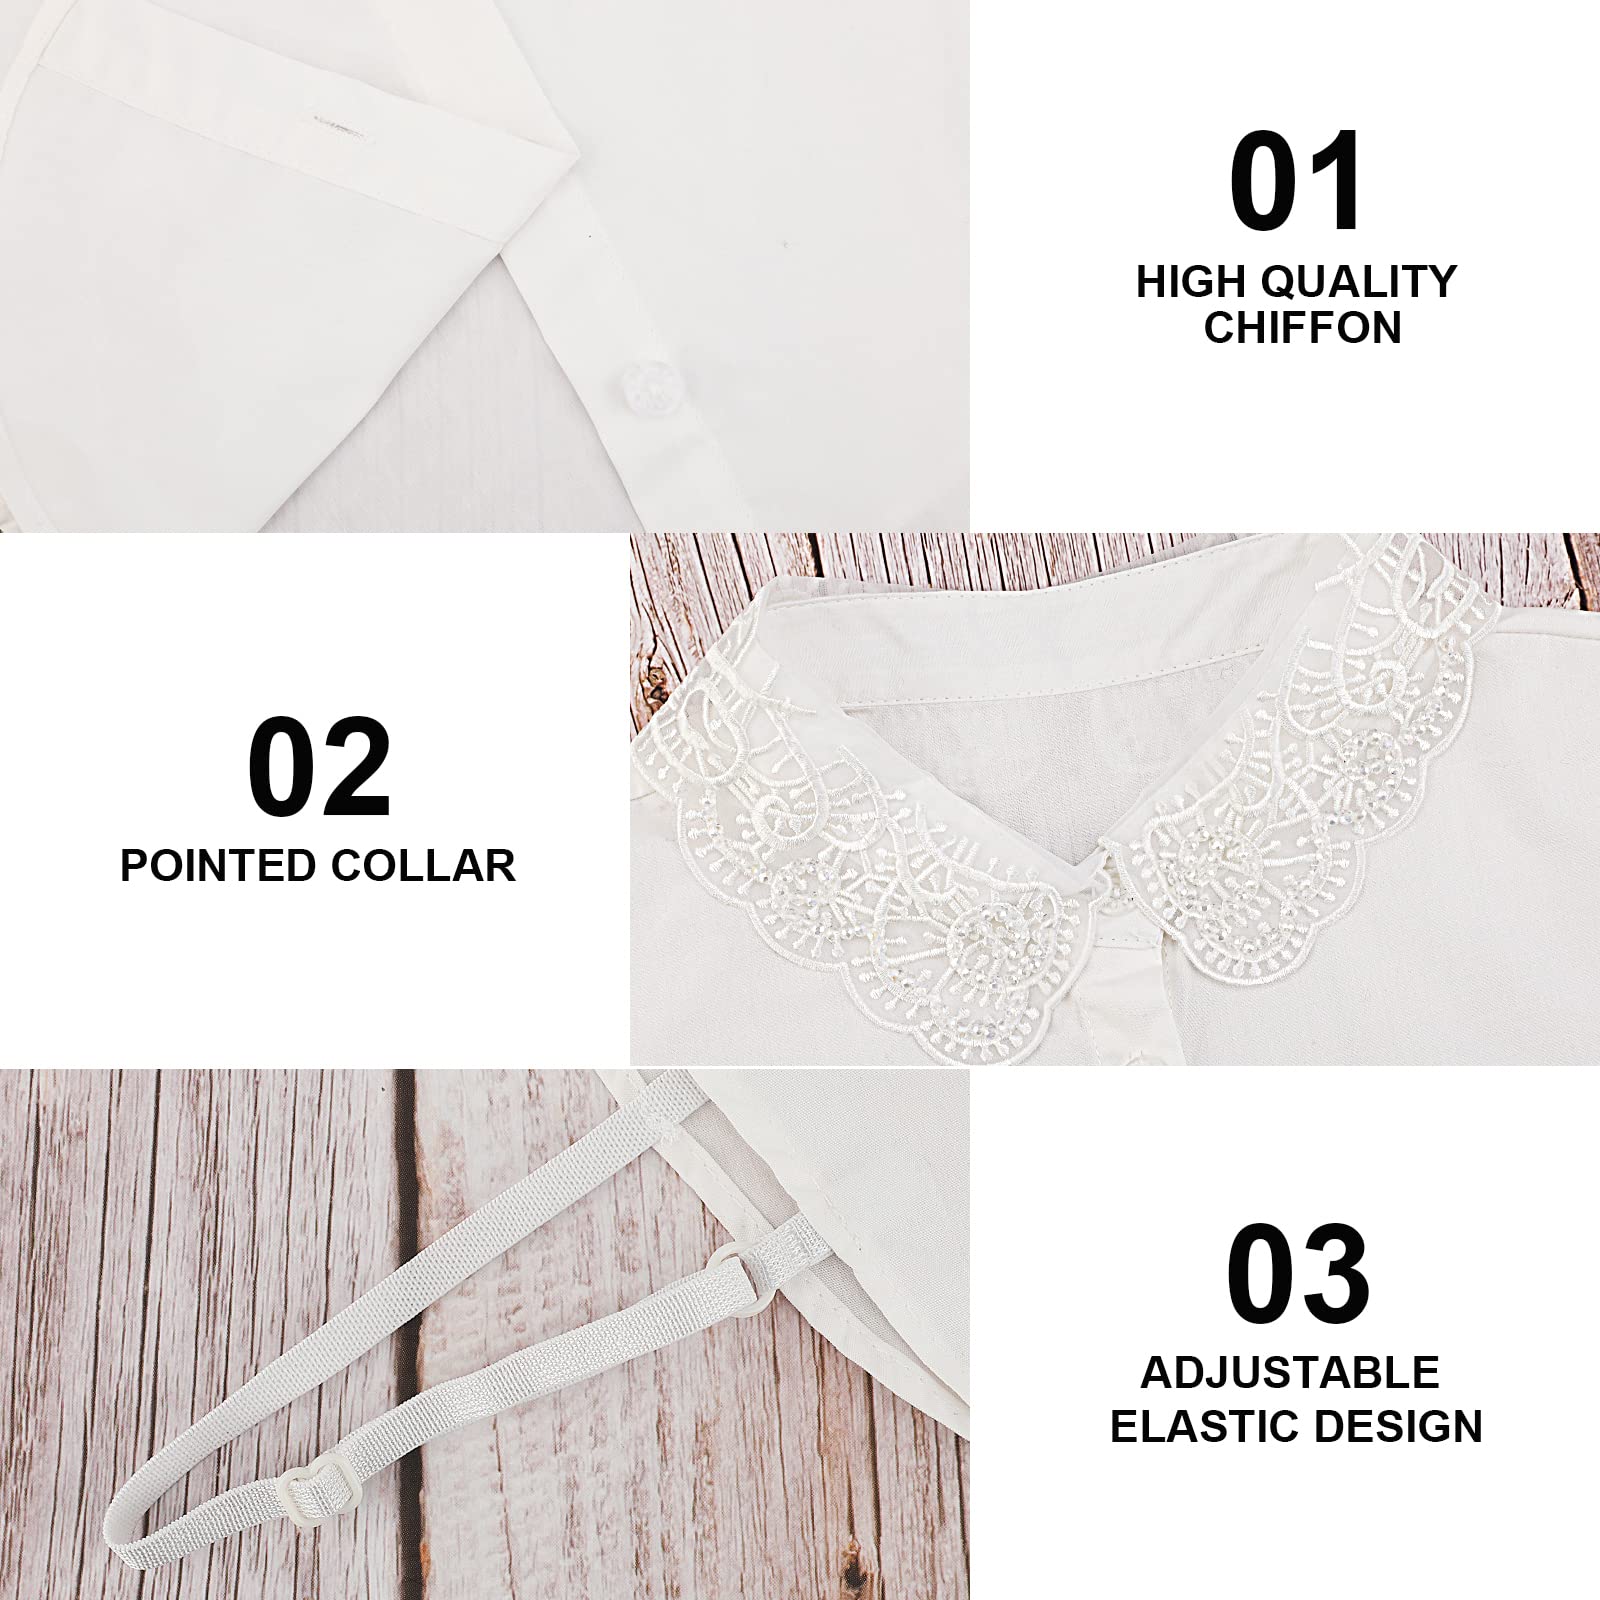 01
HIGH QUALITY
CHIFFON
02
POINTED COLLAR
03
ADJUSTABLE
ELASTIC DESIGN